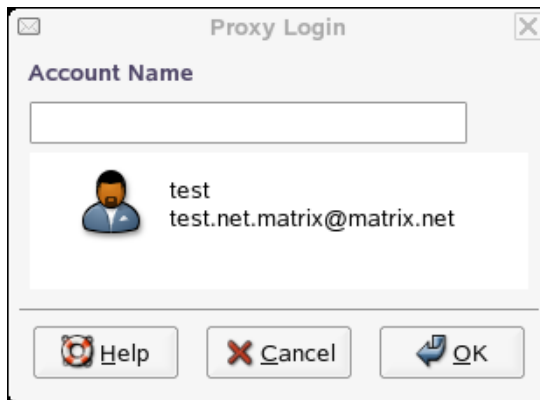 Proxy Login
Account Name
test
test.net.matrix@matrix.net
Help Cancel OK